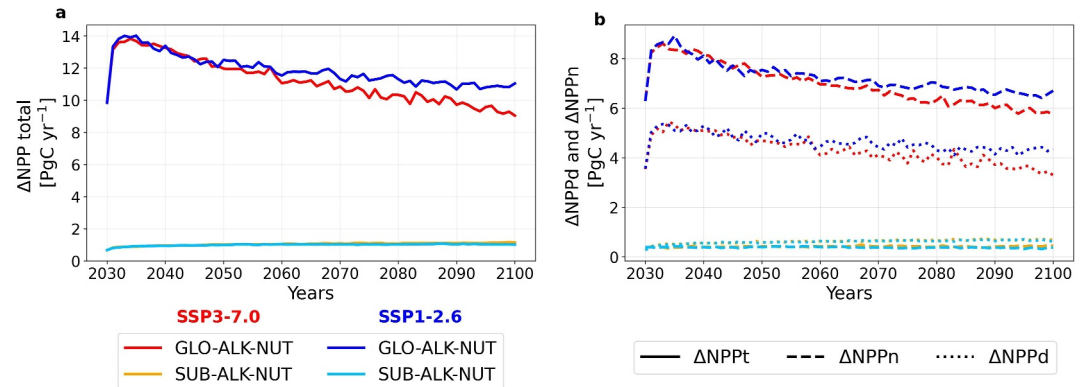 a
14
12
10
8
6
4
2
0
ΔNPP total
[PgC yr⁻¹]
2030 2040 2050 2060 2070 2080 2090 2100
Years
SSP3-7.0 SSP1-2.6
GLO-ALK-NUT GLO-ALK-NUT
SUB-ALK-NUT SUB-ALK-NUT
b
8
6
4
2
0
ΔNPPd and ΔNPPn
[PgC yr⁻¹]
2030 2040 2050 2060 2070 2080 2090 2100
Years
ΔNPPt ΔNPPn ΔNPPd